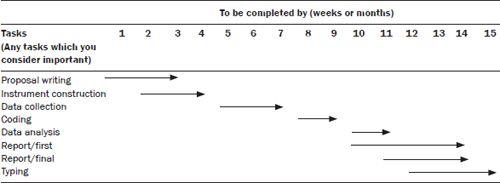 To be completed by (weeks or months)
Tasks
(Any tasks which you 1 2 3 4 5 6 7 8 9 10 11 12 13 14 15
consider important)
Proposal writing
Instrument construction
Data collection
Coding
Data analysis
Report/first
Report/final
Typing